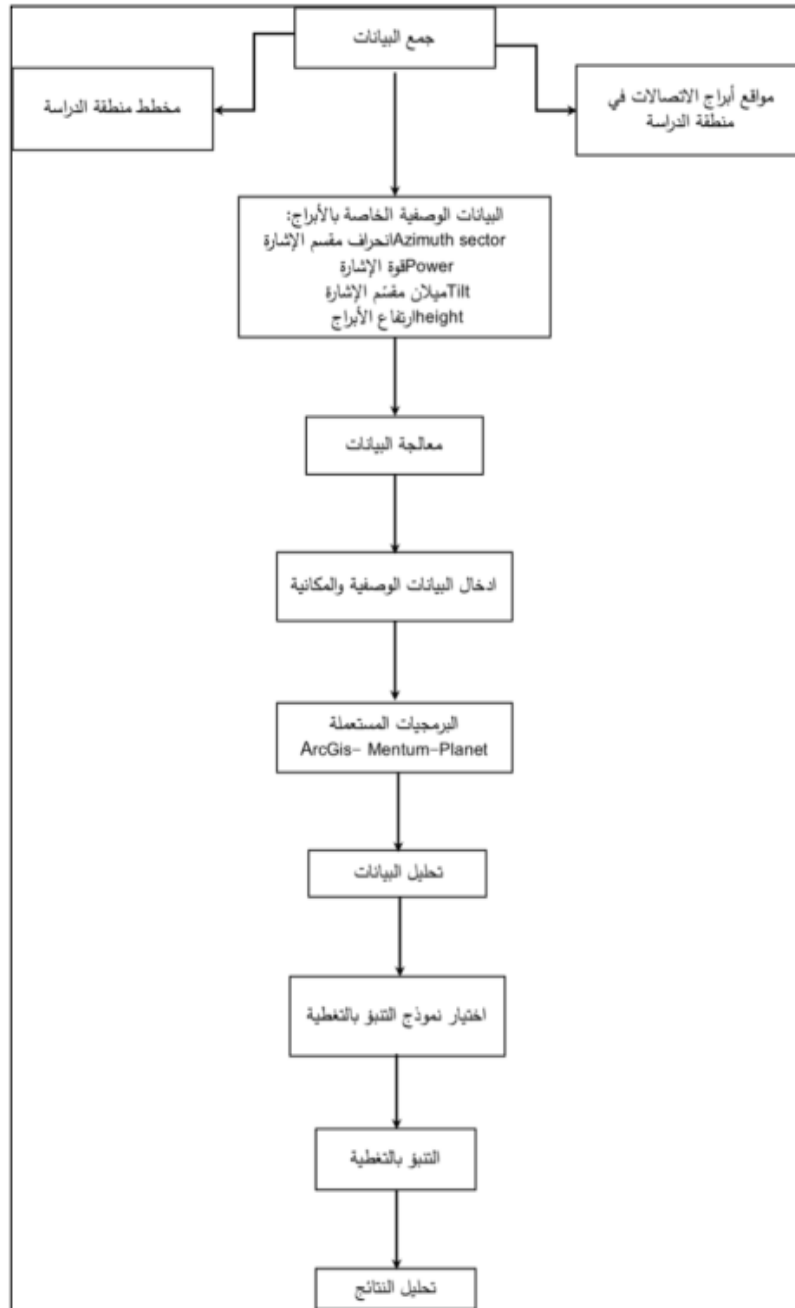 جمع البيانات
مواقع أبراج الاتصالات في
منطقة الدراسة
مخطط منطقة الدراسة
البيانات الوصفية الخاصة بالأبراج:
Azimuth sectorانحراف مقسم الإشارة
Powerقوة الإشارة
Tiltميلان مقسّم الإشارة
heightارتفاع الأبراج
معالجة البيانات
ادخال البيانات الوصفية والمكانية
البرمجيات المستعملة
ArcGis- Mentum-Planet
تحليل البيانات
اختيار نموذج التنبؤ بالتغطية
التنبؤ بالتغطية
تحليل النتائج